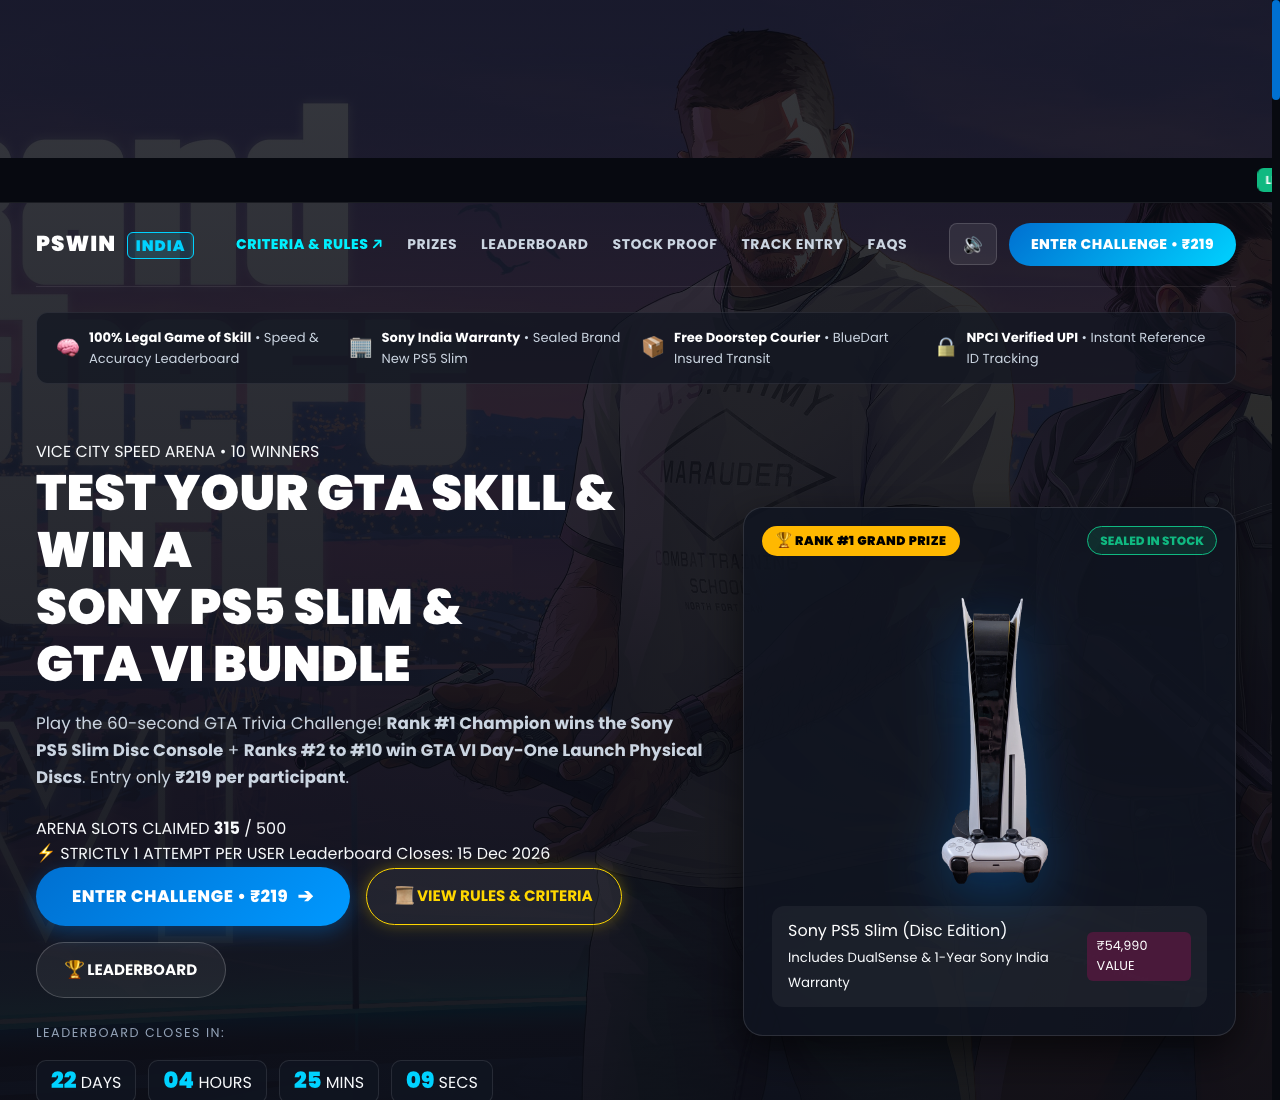 PSWIN INDIA
CRITERIA & RULES ↗ PRIZES LEADERBOARD STOCK PROOF TRACK ENTRY FAQS
ENTER CHALLENGE • ₹219
100% Legal Game of Skill • Speed &
Accuracy Leaderboard
Sony India Warranty • Sealed Brand
New PS5 Slim
Free Doorstep Courier • BlueDart
Insured Transit
NPCI Verified UPI • Instant Reference
ID Tracking
U.S. ARMY
MARAUDER
VICE CITY SPEED ARENA • 10 WINNERS
TEST YOUR GTA SKILL &
WIN A
SONY PS5 SLIM &
GTA VI BUNDLE
Play the 60-second GTA Trivia Challenge! Rank #1 Champion wins the Sony
PS5 Slim Disc Console + Ranks #2 to #10 win GTA VI Day-One Launch Physical
Discs. Entry only ₹219 per participant.
ARENA SLOTS CLAIMED 315 / 500
⚡ STRICTLY 1 ATTEMPT PER USER Leaderboard Closes: 15 Dec 2026
ENTER CHALLENGE • ₹219 ➔
VIEW RULES & CRITERIA
LEADERBOARD
LEADERBOARD CLOSES IN:
22 DAYS
04 HOURS
25 MINS
09 SECS
RANK #1 GRAND PRIZE
SEALED IN STOCK
Sony PS5 Slim (Disc Edition)
Includes DualSense & 1-Year Sony India
Warranty
₹54,990
VALUE